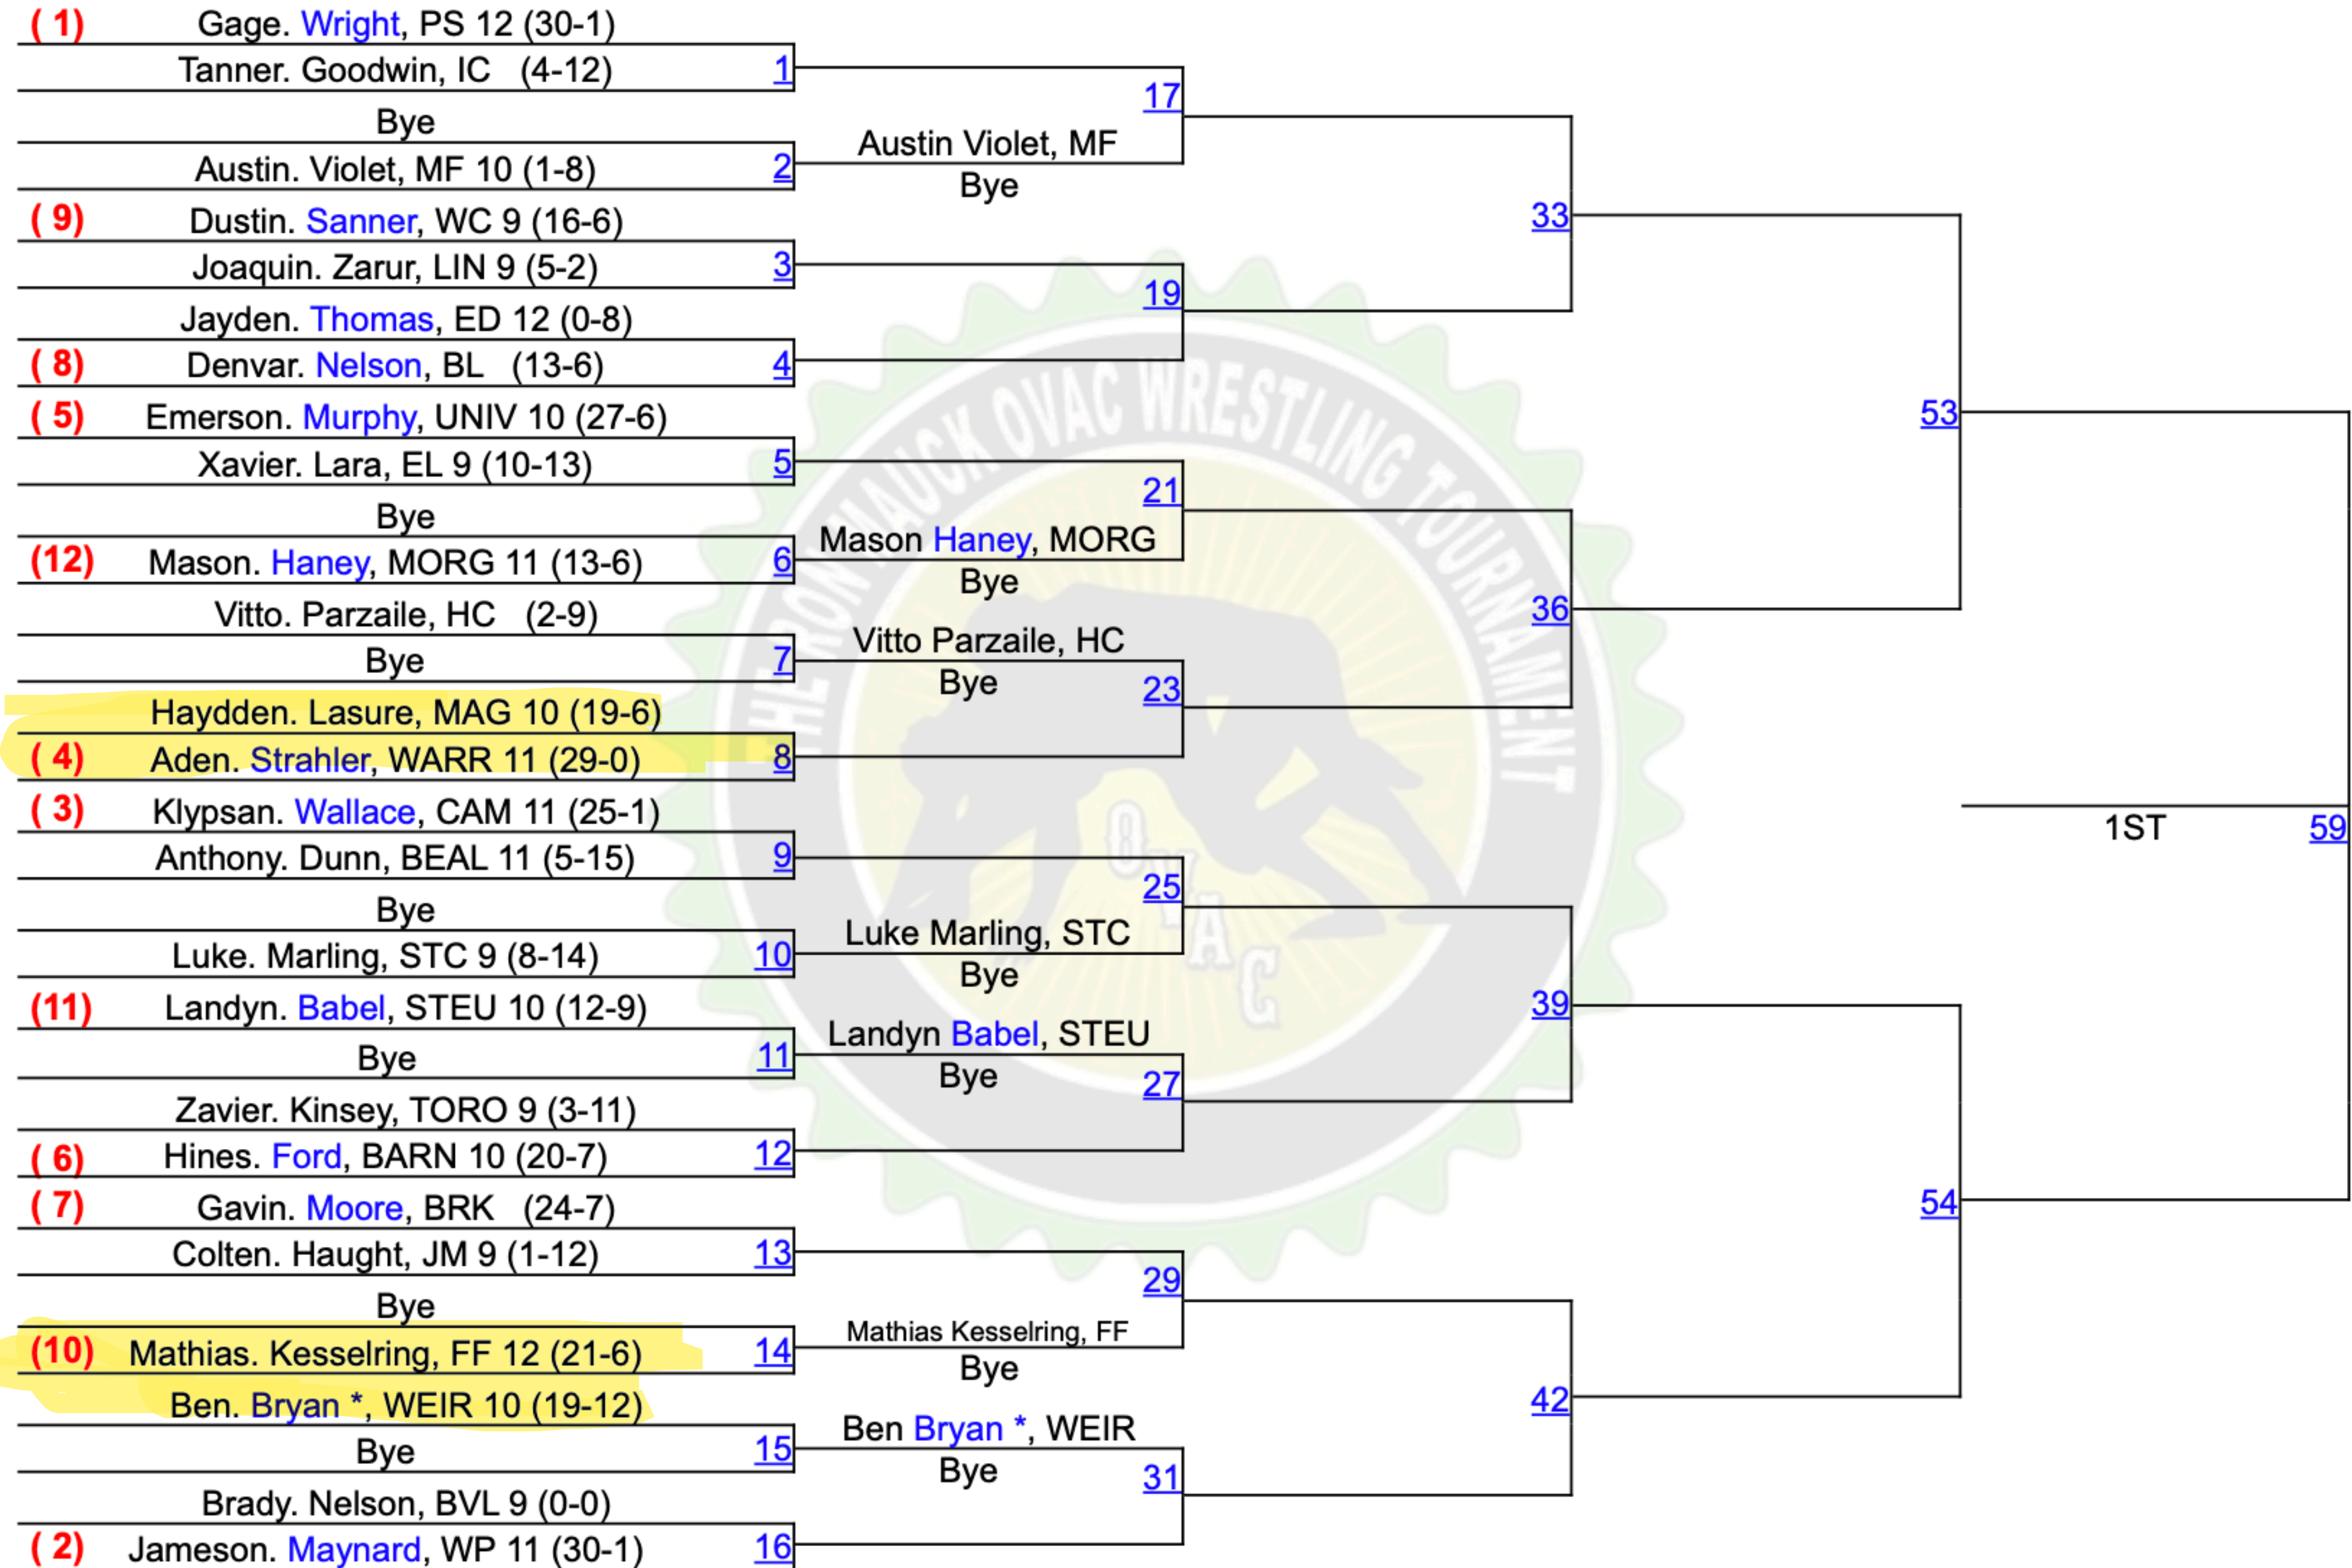 ( 1) Gage. Wright, PS 12 (30-1)
Tanner. Goodwin, IC (4-12) 1
17
Bye
Austin Violet, MF
Austin. Violet, MF 10 (1-8) 2
Bye
( 9) Dustin. Sanner, WC 9 (16-6)
33
Joaquin. Zarur, LIN 9 (5-2) 3
19
Jayden. Thomas, ED 12 (0-8)
( 8) Denvar. Nelson, BL (13-6) 4
( 5) Emerson. Murphy, UNIV 10 (27-6)
53
Xavier. Lara, EL 9 (10-13) 5
21
Bye
Mason Haney, MORG
(12) Mason. Haney, MORG 11 (13-6) 6
Bye
Vitto. Parzaile, HC (2-9)
36
Vitto Parzaile, HC
Bye 7
Bye
23
Haydden. Lasure, MAG 10 (19-6)
( 4) Aden. Strahler, WARR 11 (29-0) 8
( 3) Klypsan. Wallace, CAM 11 (25-1)
1ST 59
Anthony. Dunn, BEAL 11 (5-15) 9
25
Bye
Luke Marling, STC
Luke. Marling, STC 9 (8-14) 10
Bye
(11) Landyn. Babel, STEU 10 (12-9)
39
Landyn Babel, STEU
Bye 11
Bye
27
Zavier. Kinsey, TORO 9 (3-11)
( 6) Hines. Ford, BARN 10 (20-7) 12
( 7) Gavin. Moore, BRK (24-7)
54
Colten. Haught, JM 9 (1-12) 13
29
Bye
Mathias Kesselring, FF
(10) Mathias. Kesselring, FF 12 (21-6) 14
Bye
Ben. Bryan *, WEIR 10 (19-12)
42
Ben Bryan *, WEIR
Bye 15
Bye
31
Brady. Nelson, BVL 9 (0-0)
( 2) Jameson. Maynard, WP 11 (30-1) 16
THE RON MAUCK OVAC WRESTLING TOURNAMENT
OVAC